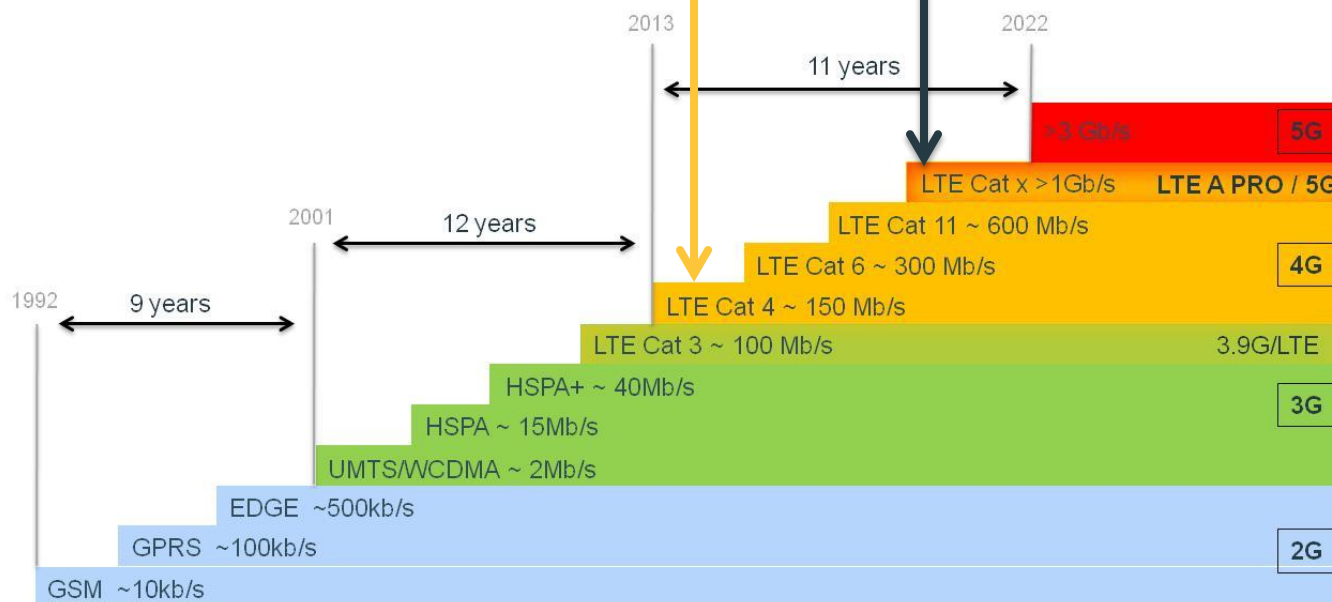 2013 2022
11 years
>3 Gb/s 5G
LTE Cat x >1Gb/s LTE A PRO / 5G
2001
12 years
LTE Cat 11 ~ 600 Mb/s
LTE Cat 6 ~ 300 Mb/s 4G
1992
9 years
LTE Cat 4 ~ 150 Mb/s
LTE Cat 3 ~ 100 Mb/s 3.9G/LTE
HSPA+ ~ 40Mb/s
3G
HSPA ~ 15Mb/s
UMTS/WCDMA ~ 2Mb/s
EDGE ~500kb/s
GPRS ~100kb/s 2G
GSM ~10kb/s